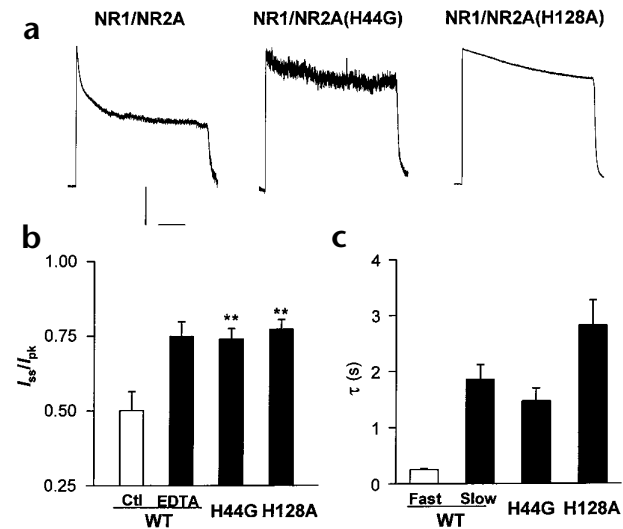 a
NR1/NR2A NR1/NR2A(H44G) NR1/NR2A(H128A)
b
Iss/Ipk
1.00
0.75
0.50
0.25
** **
Ctl EDTA H44G H128A
WT
c
τ (s)
4
3
2
1
0
Fast Slow H44G H128A
WT